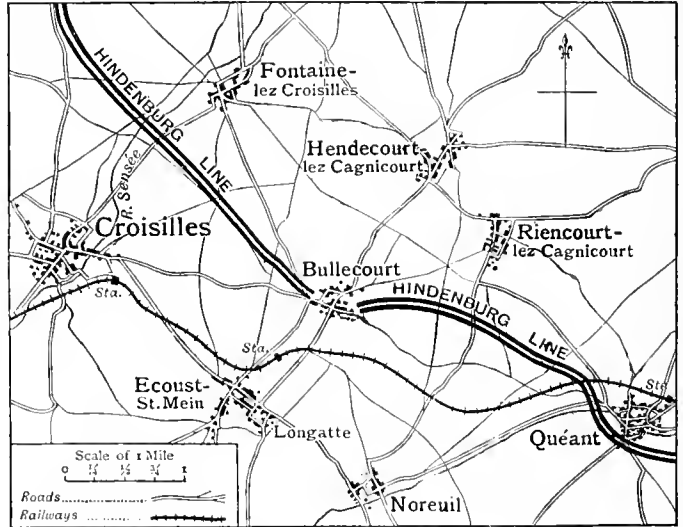 HINDENBURG LINE
Fontaine-
lez Croisilles
Hendecourt-
lez Cagnicourt
R. Sensée
Croisilles
Riencourt-
lez Cagnicourt
Bullecourt
HINDENBURG LINE
Sta.
Sta.
Sta.
Ecoust-
St. Mein
Longatte
Quéant
Noreuil
Scale of 1 Mile
0 ¼ ½ ¾ 1
Roads
Railways